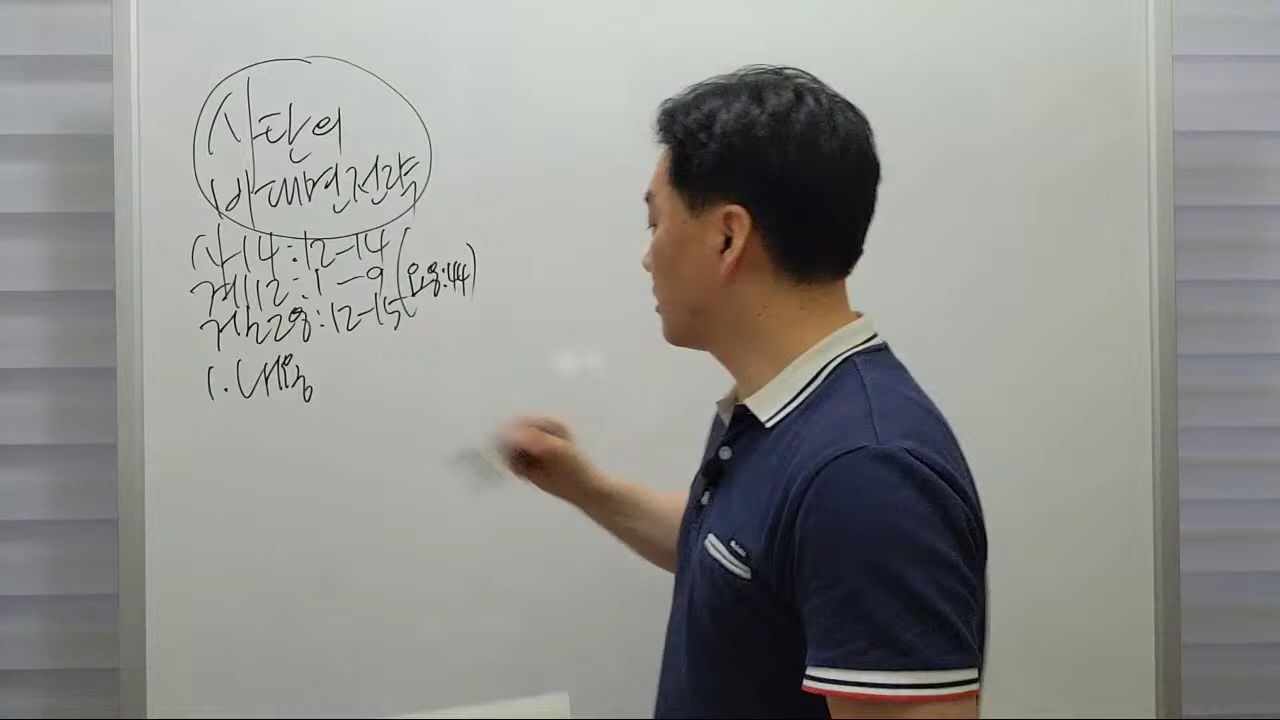 사탄의
비대면전략
사14:12-14
계12:1-9(요8:44)
겔28:12-15
1. 내용